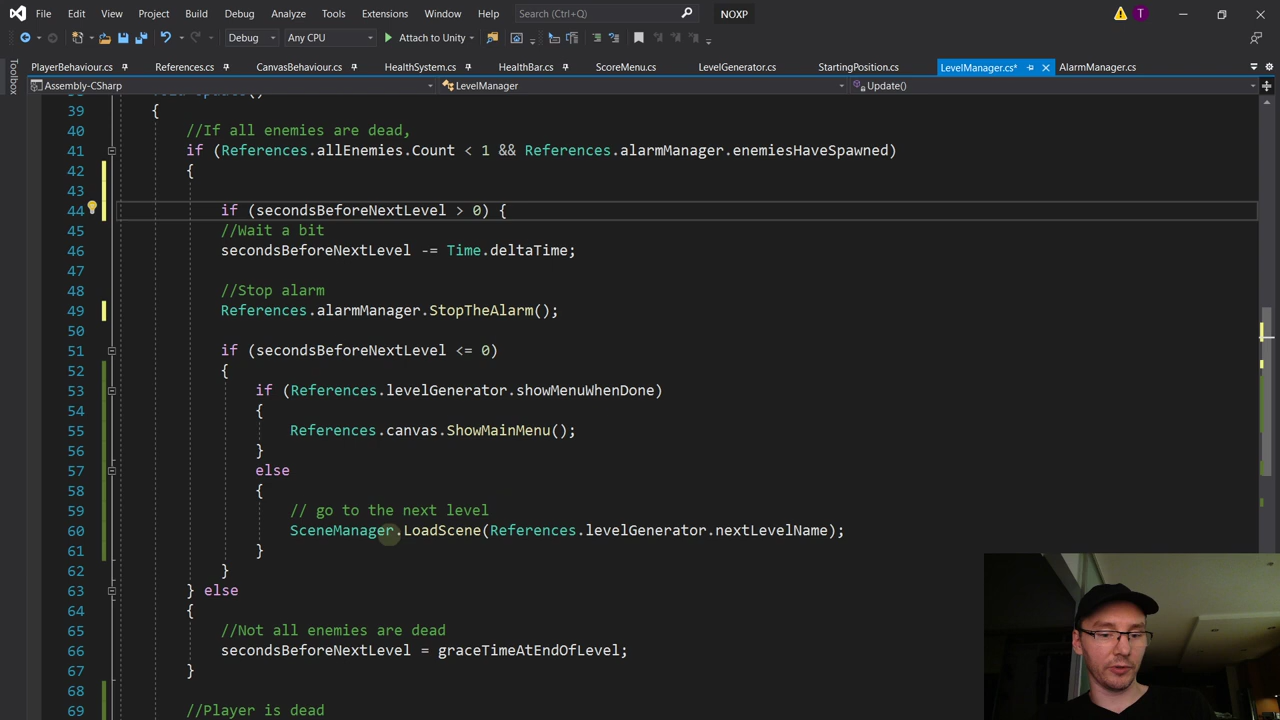 File Edit View Project Build Debug Analyze Tools Extensions Window Help Search (Ctrl+Q) NOXP T
Debug Any CPU Attach to Unity
Toolbox
PlayerBehaviour.cs References.cs CanvasBehaviour.cs HealthSystem.cs HealthBar.cs ScoreMenu.cs LevelGenerator.cs StartingPosition.cs LevelManager.cs* AlarmManager.cs
Assembly-CSharp LevelManager Update()
39 {
40 //If all enemies are dead,
41 if (References.allEnemies.Count < 1 && References.alarmManager.enemiesHaveSpawned)
42 {
43
44 if (secondsBeforeNextLevel > 0) {
45 //Wait a bit
46 secondsBeforeNextLevel -= Time.deltaTime;
47
48 //Stop alarm
49 References.alarmManager.StopTheAlarm();
50
51 if (secondsBeforeNextLevel <= 0)
52 {
53 if (References.levelGenerator.showMenuWhenDone)
54 {
55 References.canvas.ShowMainMenu();
56 }
57 else
58 {
59 // go to the next level
60 SceneManager.LoadScene(References.levelGenerator.nextLevelName);
61 }
62 }
63 } else
64 {
65 //Not all enemies are dead
66 secondsBeforeNextLevel = graceTimeAtEndOfLevel;
67 }
68
69 //Player is dead